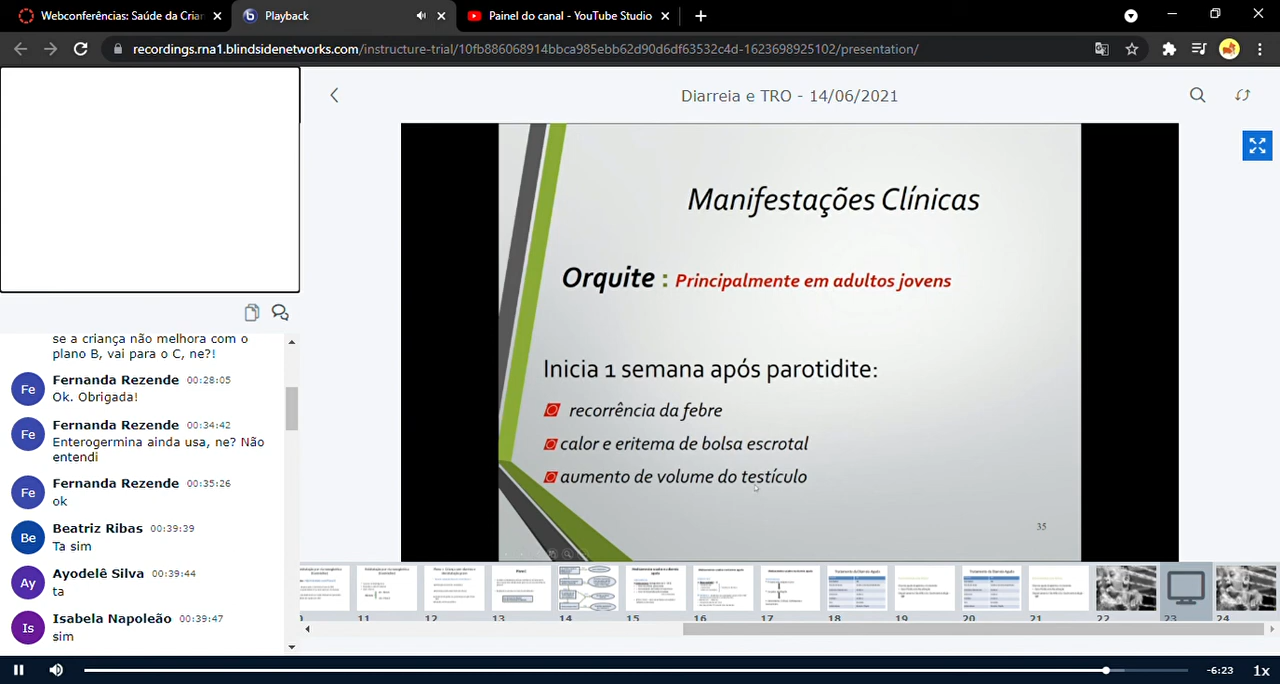 Webconferências: Saúde da Crian
Playback
Painel do canal - YouTube Studio
recordings.rna1.blindsidenetworks.com/instructure-trial/10fb886068914bbca985ebb62d90d6df63532c4d-1623698925102/presentation/
Diarreia e TRO - 14/06/2021
Manifestações Clínicas
Orquite : Principalmente em adultos jovens
Inicia 1 semana após parotidite:
recorrência da febre
calor e eritema de bolsa escrotal
aumento de volume do testículo
35
se a criança não melhora com o
plano B, vai para o C, ne?!
Fe
Fernanda Rezende 00:28:05
Ok. Obrigada!
Fe
Fernanda Rezende 00:34:42
Enterogermina ainda usa, ne? Não
entendi
Fe
Fernanda Rezende 00:35:26
ok
Be
Beatriz Ribas 00:39:39
Ta sim
Ay
Ayodelê Silva 00:39:44
ta
Is
Isabela Napoleão 00:39:47
sim
11 12 13 14 15 16 17 18 19 20 21 22 23 24
-6:23 1x